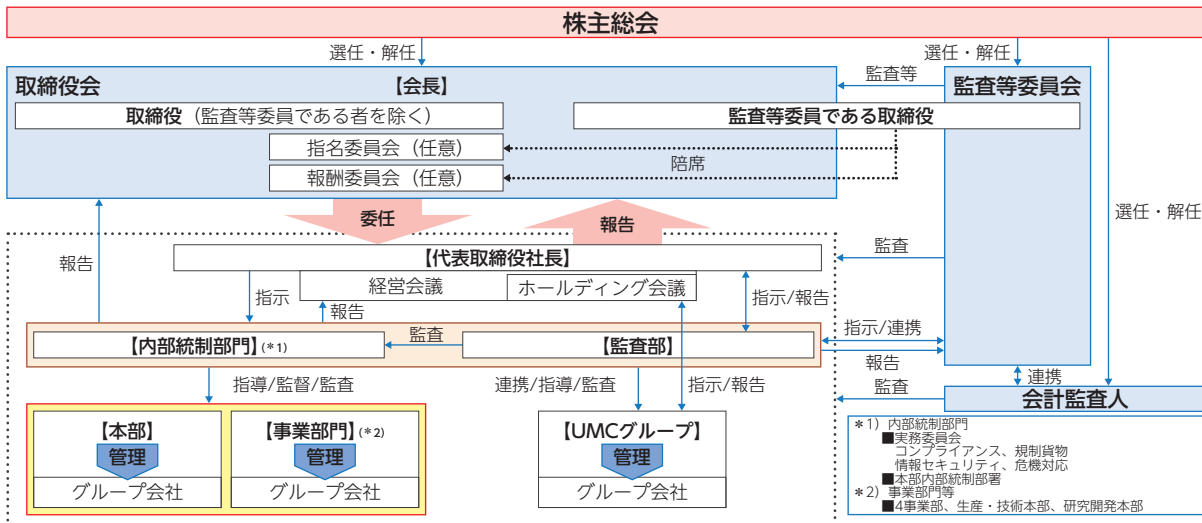 株主総会
選任・解任
選任・解任
取締役会
【会長】
監査等
監査等委員会
取締役（監査等委員である者を除く）
監査等委員である取締役
指名委員会（任意）
陪席
報酬委員会（任意）
選任・解任
委任
報告
【代表取締役社長】
監査
報告
経営会議
ホールディング会議
指示
報告
指示/報告
【内部統制部門】(＊1)
監査
【監査部】
指示/連携
報告
指導/監督/監査
連携/指導/監査
指示/報告
監査
連携
会計監査人
【本部】
【事業部門】(＊2)
【UMCグループ】
管理
管理
管理
グループ会社
グループ会社
グループ会社
＊1）内部統制部門
■実務委員会
コンプライアンス、規制貨物
情報セキュリティ、危機対応
■本部内部統制部署
＊2）事業部門等
■4事業部、生産・技術本部、研究開発本部